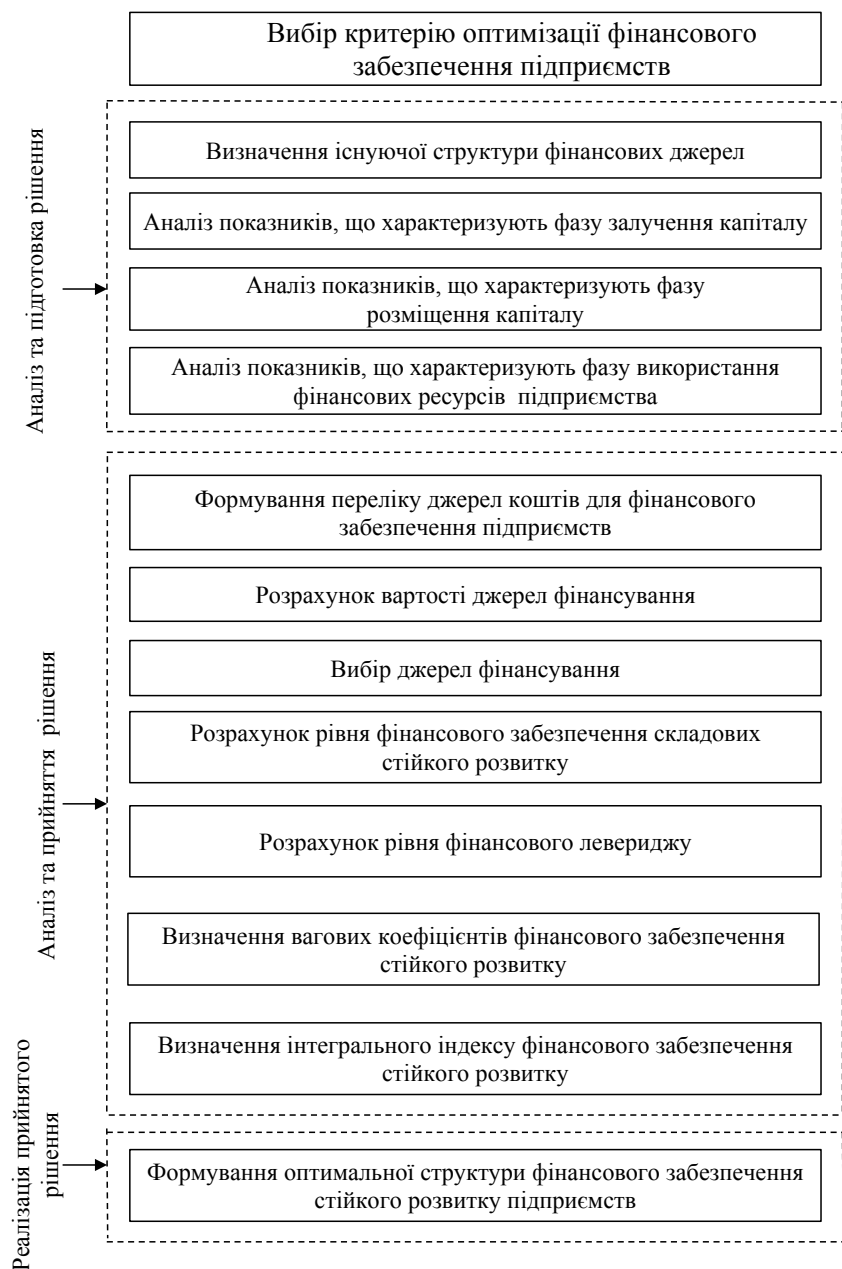 Вибір критерію оптимізації фінансового
забезпечення підприємств
Аналіз та підготовка рішення
Визначення існуючої структури фінансових джерел
Аналіз показників, що характеризують фазу залучення капіталу
Аналіз показників, що характеризують фазу
розміщення капіталу
Аналіз показників, що характеризують фазу використання
фінансових ресурсів підприємства
Аналіз та прийняття рішення
Формування переліку джерел коштів для фінансового
забезпечення підприємств
Розрахунок вартості джерел фінансування
Вибір джерел фінансування
Розрахунок рівня фінансового забезпечення складових
стійкого розвитку
Розрахунок рівня фінансового левериджу
Визначення вагових коефіцієнтів фінансового забезпечення
стійкого розвитку
Визначення інтегрального індексу фінансового забезпечення
стійкого розвитку
Реалізація прийнятого
рішення
Формування оптимальної структури фінансового забезпечення
стійкого розвитку підприємств